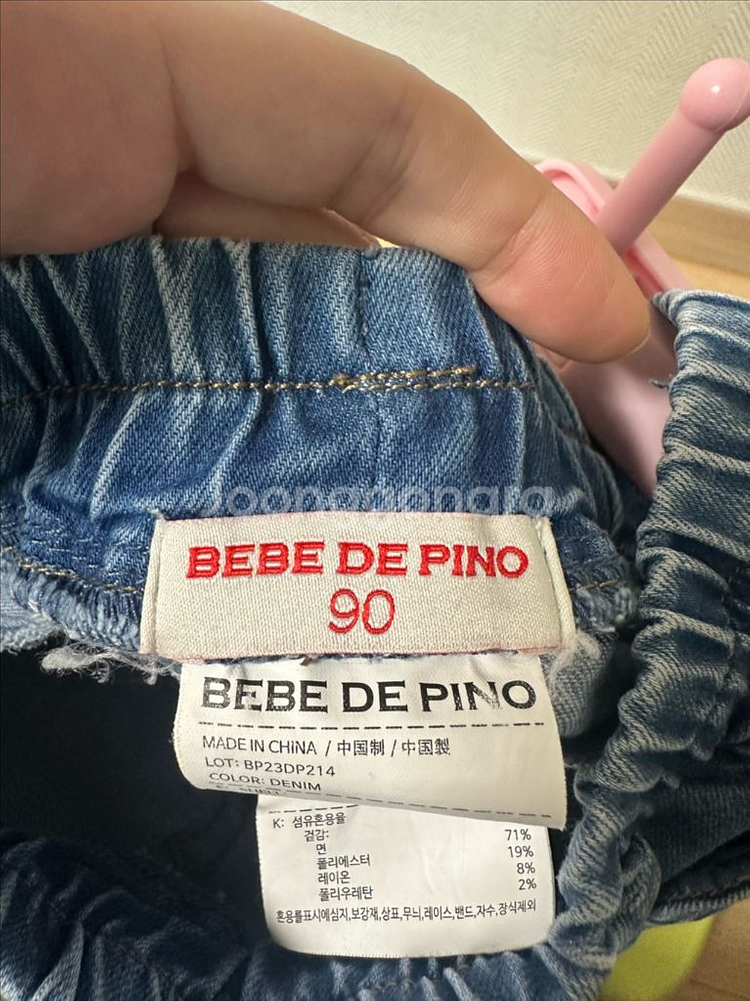 BEBE DE PINO
90
BEBE DE PINO
MADE IN CHINA / 中国制 / 中國製
LOT: BP23DP214
COLOR: DENIM
K: 섬유혼용율
겉감:
면 71%
폴리에스터 19%
레이온 8%
폴리우레탄 2%
혼용률표시에심지,보강재,상표,무늬,레이스,밴드,자수,장식제외